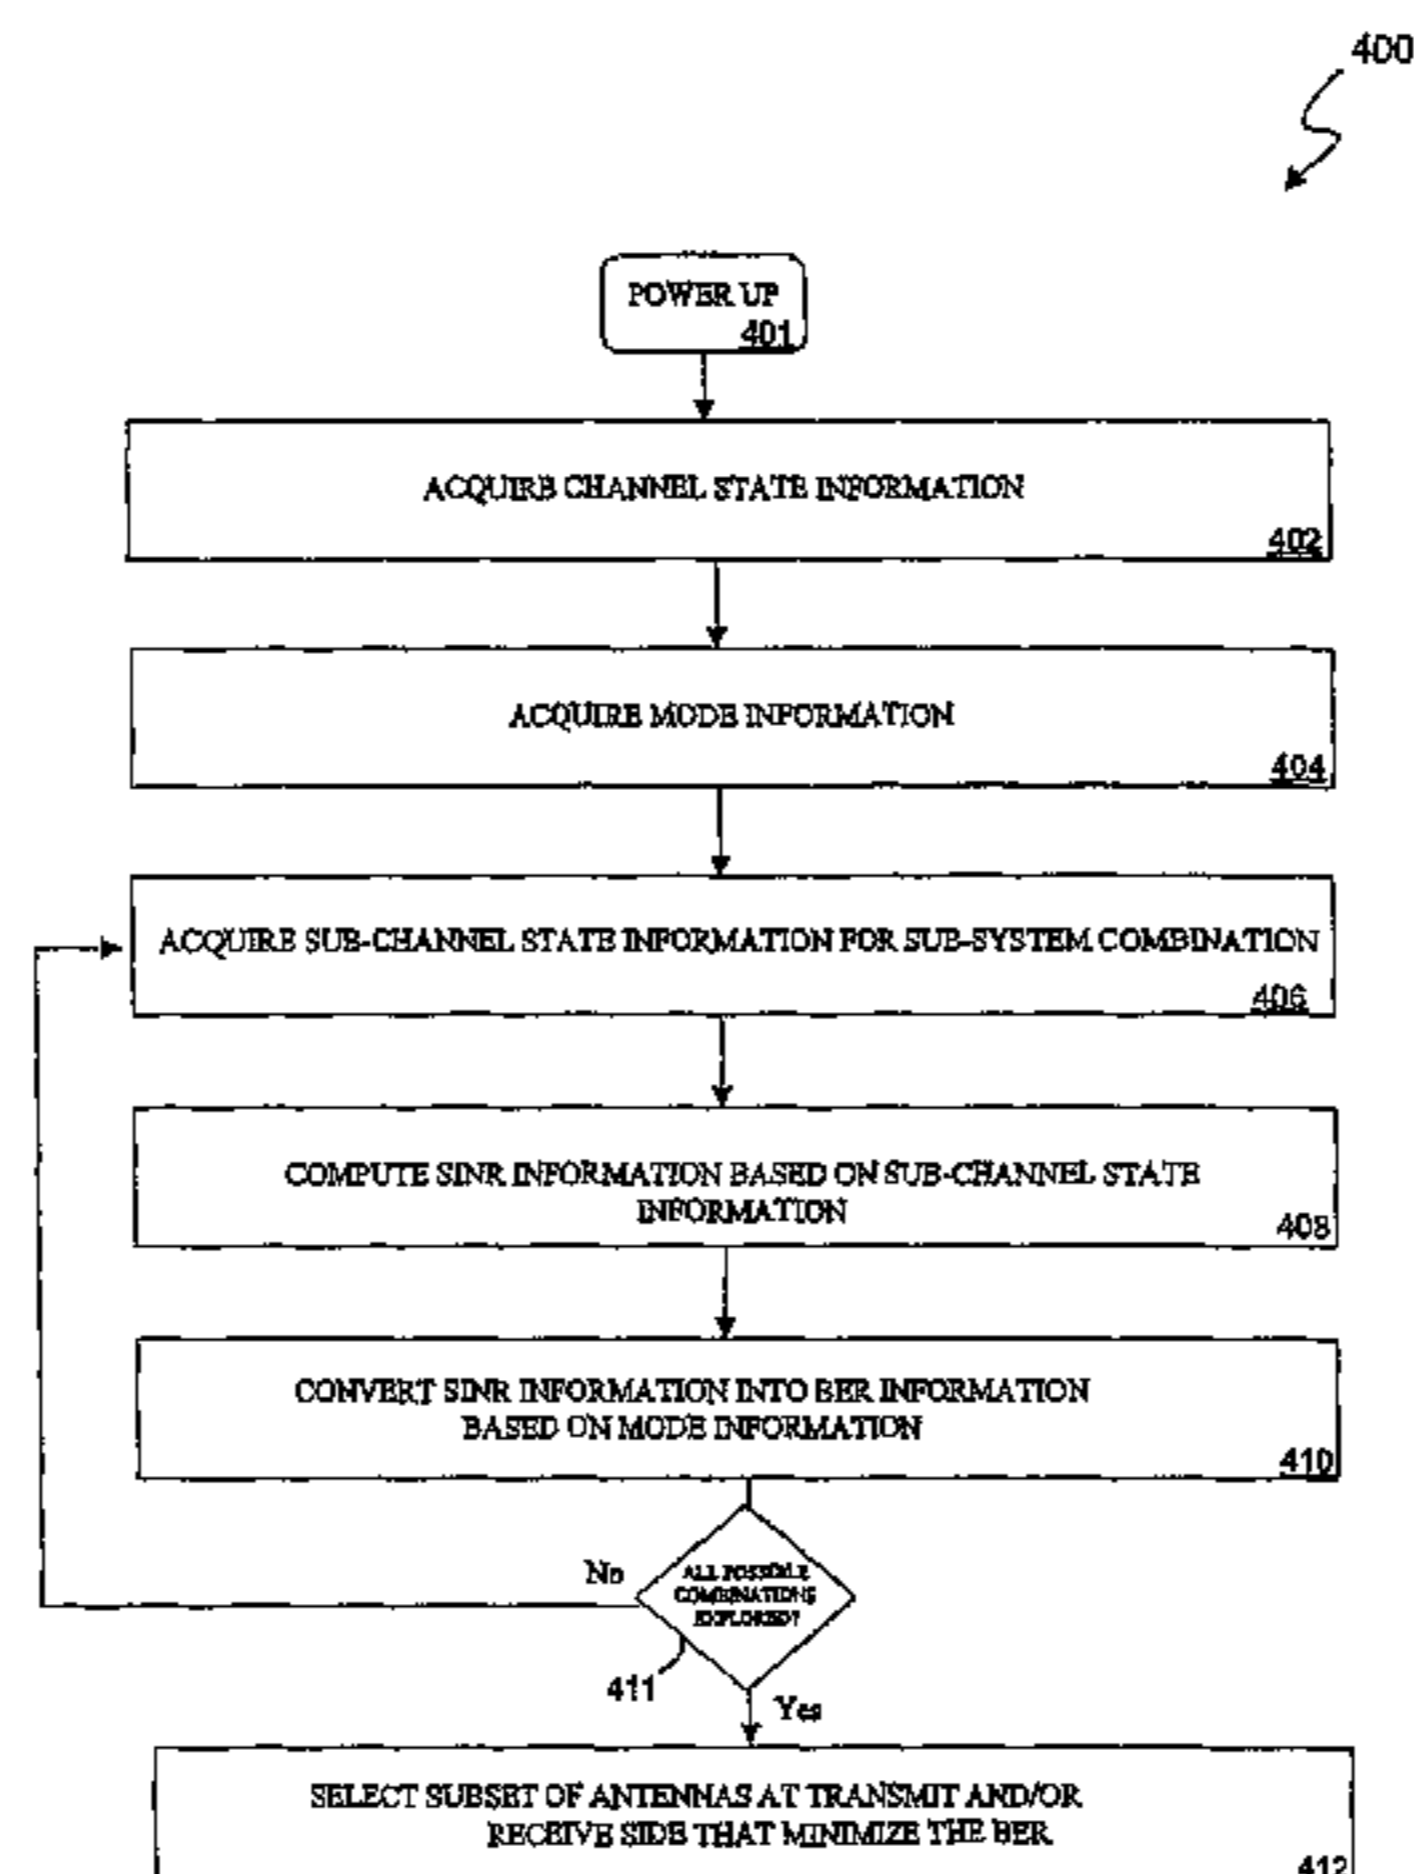 400
POWER UP
401
ACQUIRE CHANNEL STATE INFORMATION
402
ACQUIRE MODE INFORMATION
404
ACQUIRE SUB-CHANNEL STATE INFORMATION FOR SUB-SYSTEM COMBINATION
406
COMPUTE SINR INFORMATION BASED ON SUB-CHANNEL STATE
INFORMATION
408
CONVERT SINR INFORMATION INTO BER INFORMATION
BASED ON MODE INFORMATION
410
No
ALL POSSIBLE
COMBINATIONS
EXPLORED?
411
Yes
SELECT SUBSET OF ANTENNAS AT TRANSMIT AND/OR
RECEIVE SIDE THAT MINIMIZE THE BER
412